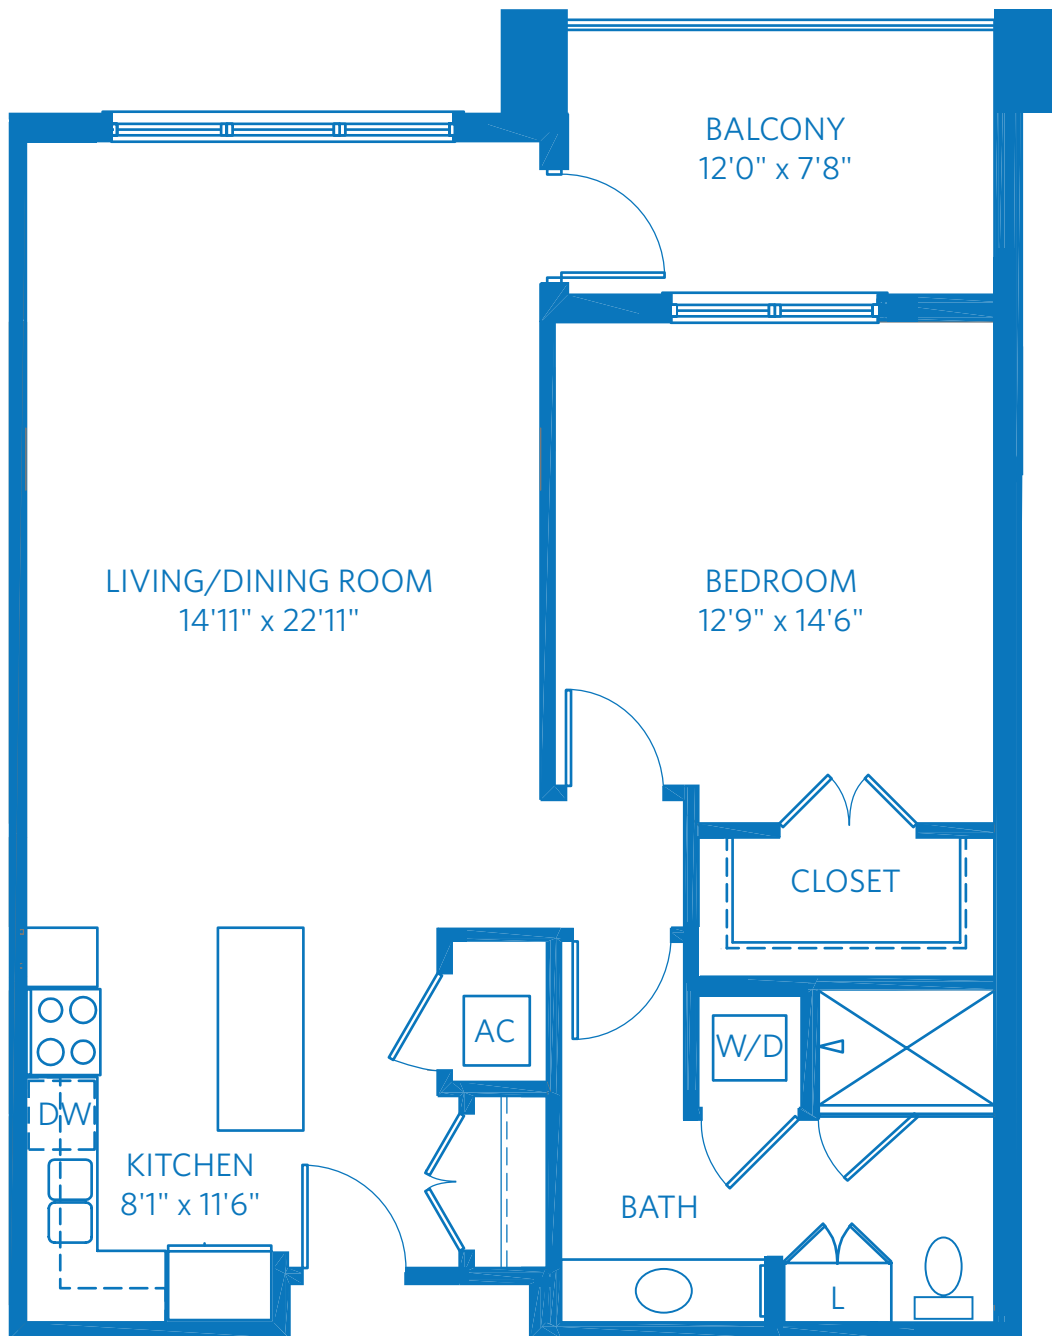 BALCONY
12'0" x 7'8"
LIVING/DINING ROOM
14'11" x 22'11"
BEDROOM
12'9" x 14'6"
CLOSET
AC
W/D
DW
KITCHEN
8'1" x 11'6"
BATH
L